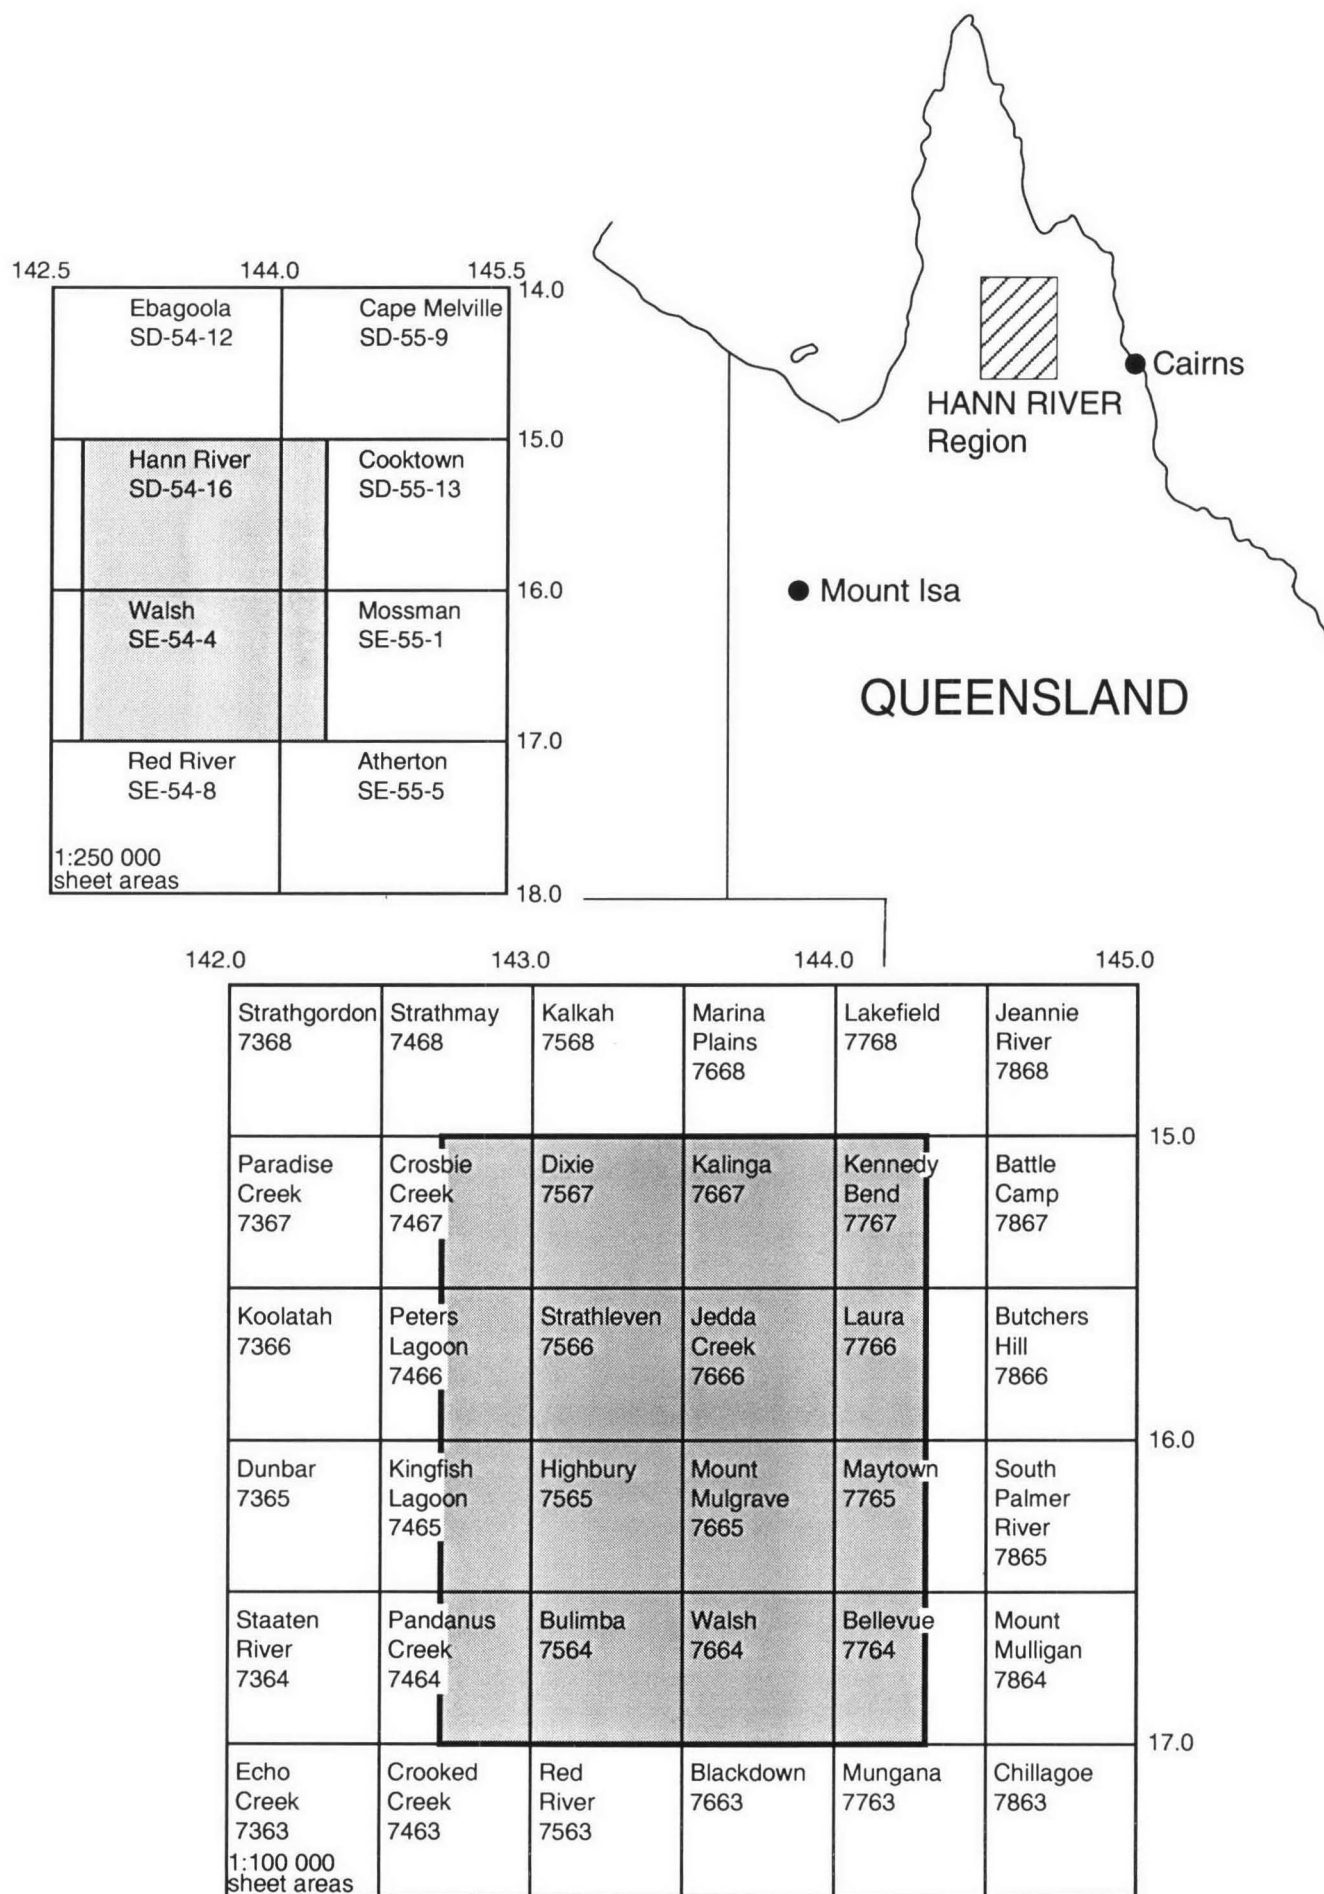 Cairns
HANN RIVER
Region
Mount Isa
QUEENSLAND
142.5 144.0 145.5
14.0
Ebagoola
SD-54-12
Cape Melville
SD-55-9
15.0
Hann River
SD-54-16
Cooktown
SD-55-13
16.0
Walsh
SE-54-4
Mossman
SE-55-1
17.0
Red River
SE-54-8
Atherton
SE-55-5
1:250 000
sheet areas
18.0
142.0 143.0 144.0 145.0
Strathgordon
7368
Strathmay
7468
Kalkah
7568
Marina
Plains
7668
Lakefield
7768
Jeannie
River
7868
15.0
Paradise
Creek
7367
Crosbie
Creek
7467
Dixie
7567
Kalinga
7667
Kennedy
Bend
7767
Battle
Camp
7867
Koolatah
7366
Peters
Lagoon
7466
Strathleven
7566
Jedda
Creek
7666
Laura
7766
Butchers
Hill
7866
16.0
Dunbar
7365
Kingfish
Lagoon
7465
Highbury
7565
Mount
Mulgrave
7665
Maytown
7765
South
Palmer
River
7865
Staaten
River
7364
Pandanus
Creek
7464
Bulimba
7564
Walsh
7664
Bellevue
7764
Mount
Mulligan
7864
17.0
Echo
Creek
7363
Crooked
Creek
7463
Red
River
7563
Blackdown
7663
Mungana
7763
Chillagoe
7863
1:100 000
sheet areas